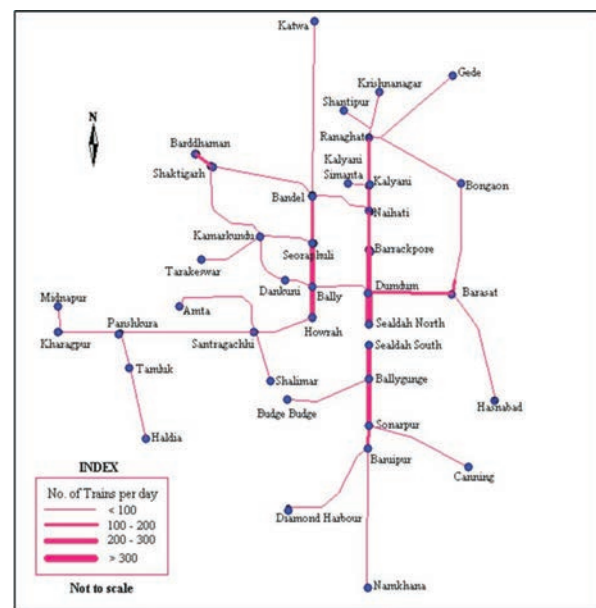 Katwa
Gede
Krishnanagar
Shantipur
N
Ranaghat
Barddhaman
Kalyani
Simanta
Kalyani
Shaktigarh
Bongaon
Bandel
Naihati
Kamarkundu
Seoraphuli
Barrackpore
Tarakeswar
Dankuni
Bally
Dumdum
Barasat
Midnapur
Amta
Howrah
Sealdah North
Kharagpur
Panshkura
Santragachhi
Sealdah South
Tamluk
Shalimar
Ballygunge
Hasnabad
Budge Budge
Sonarpur
Haldia
Baruipur
Canning
INDEX
No. of Trains per day
< 100
100 - 200
200 - 300
> 300
Diamond Harbour
Not to scale
Namkhana